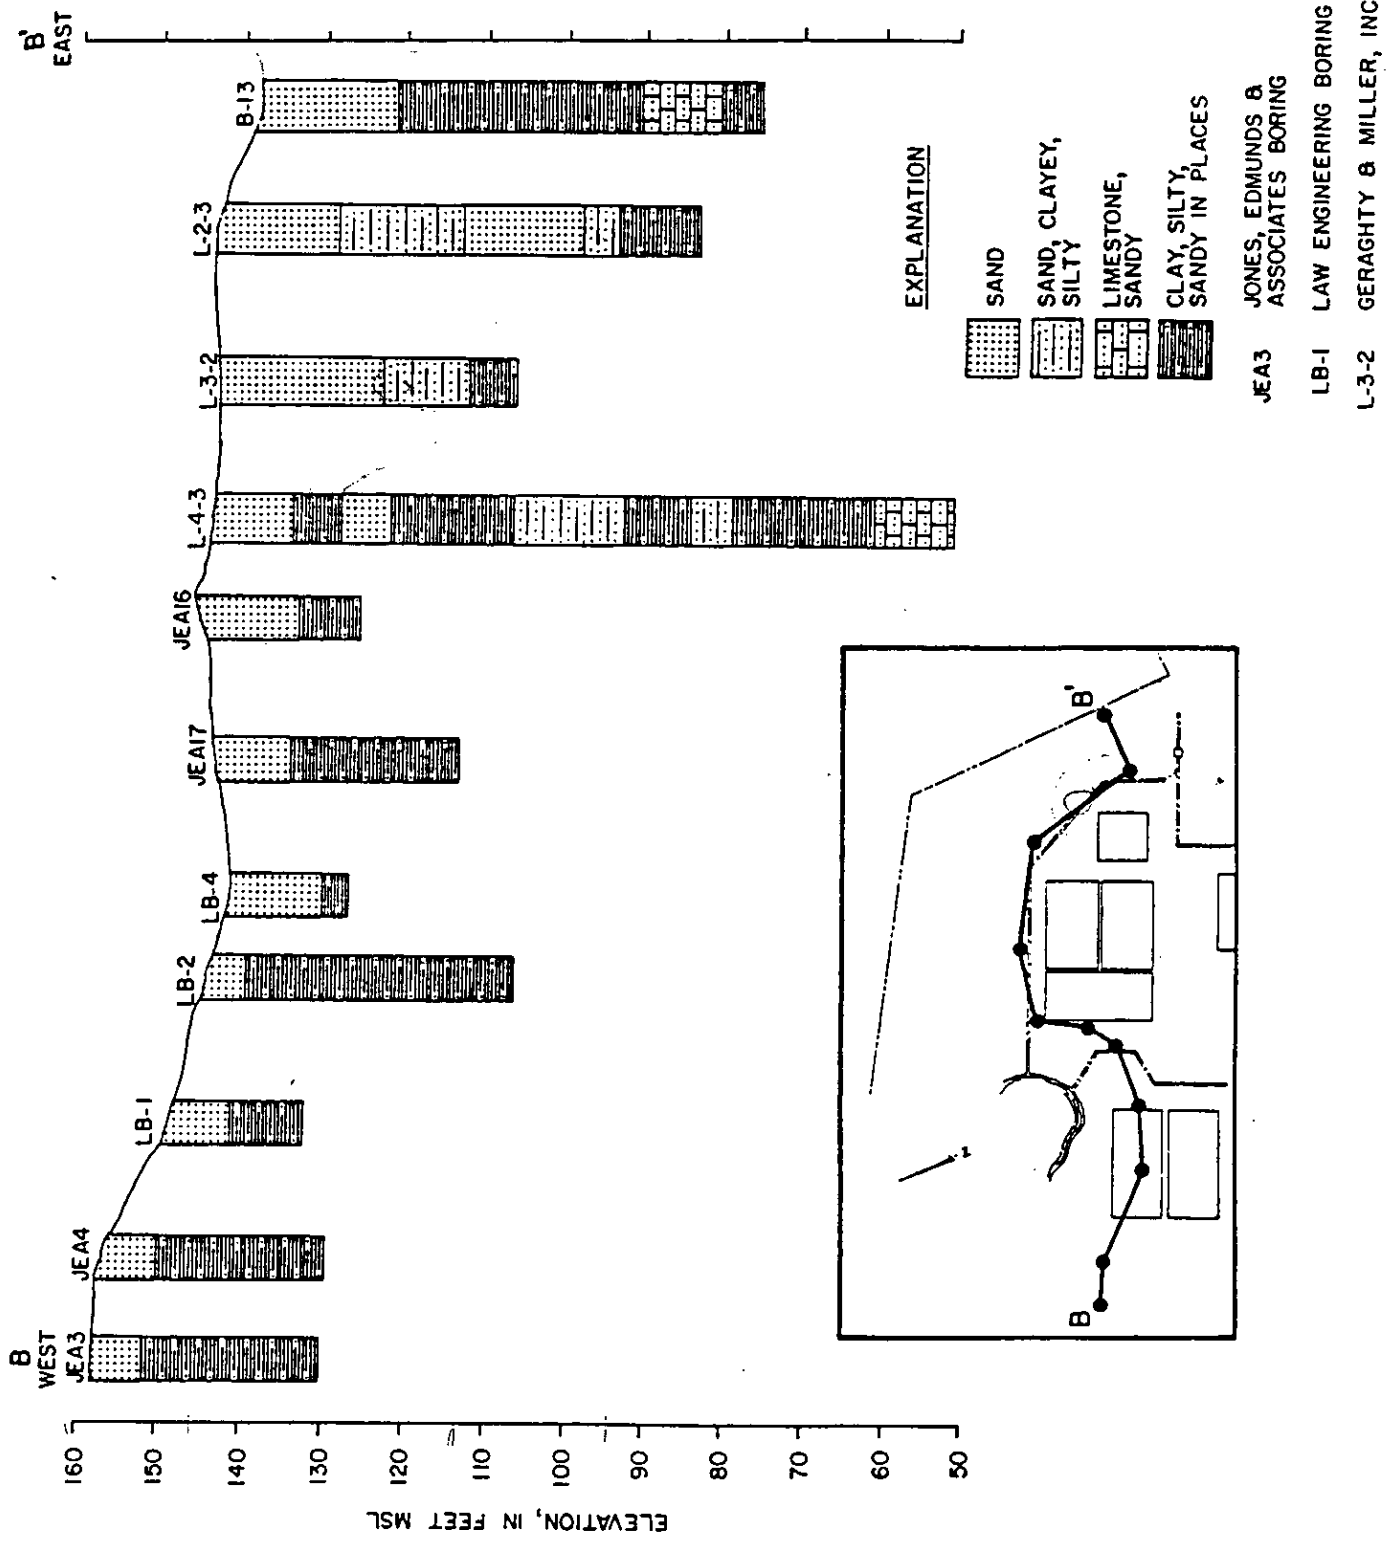 B
WEST
B'
EAST
JEA3
JEA4
LB-1
LB-2
LB-4
JEA17
JEA16
L-4-3
L-3-2
L-2-3
B-13
160
150
140
130
120
110
100
90
80
70
60
50
ELEVATION, IN FEET MSL
B
B'
EXPLANATION
SAND
SAND, CLAYEY,
SILTY
LIMESTONE,
SANDY
CLAY, SILTY,
SANDY IN PLACES
JEA3 JONES, EDMUNDS &
ASSOCIATES BORING
LB-1 LAW ENGINEERING BORING
L-3-2 GERAGHTY & MILLER, INC